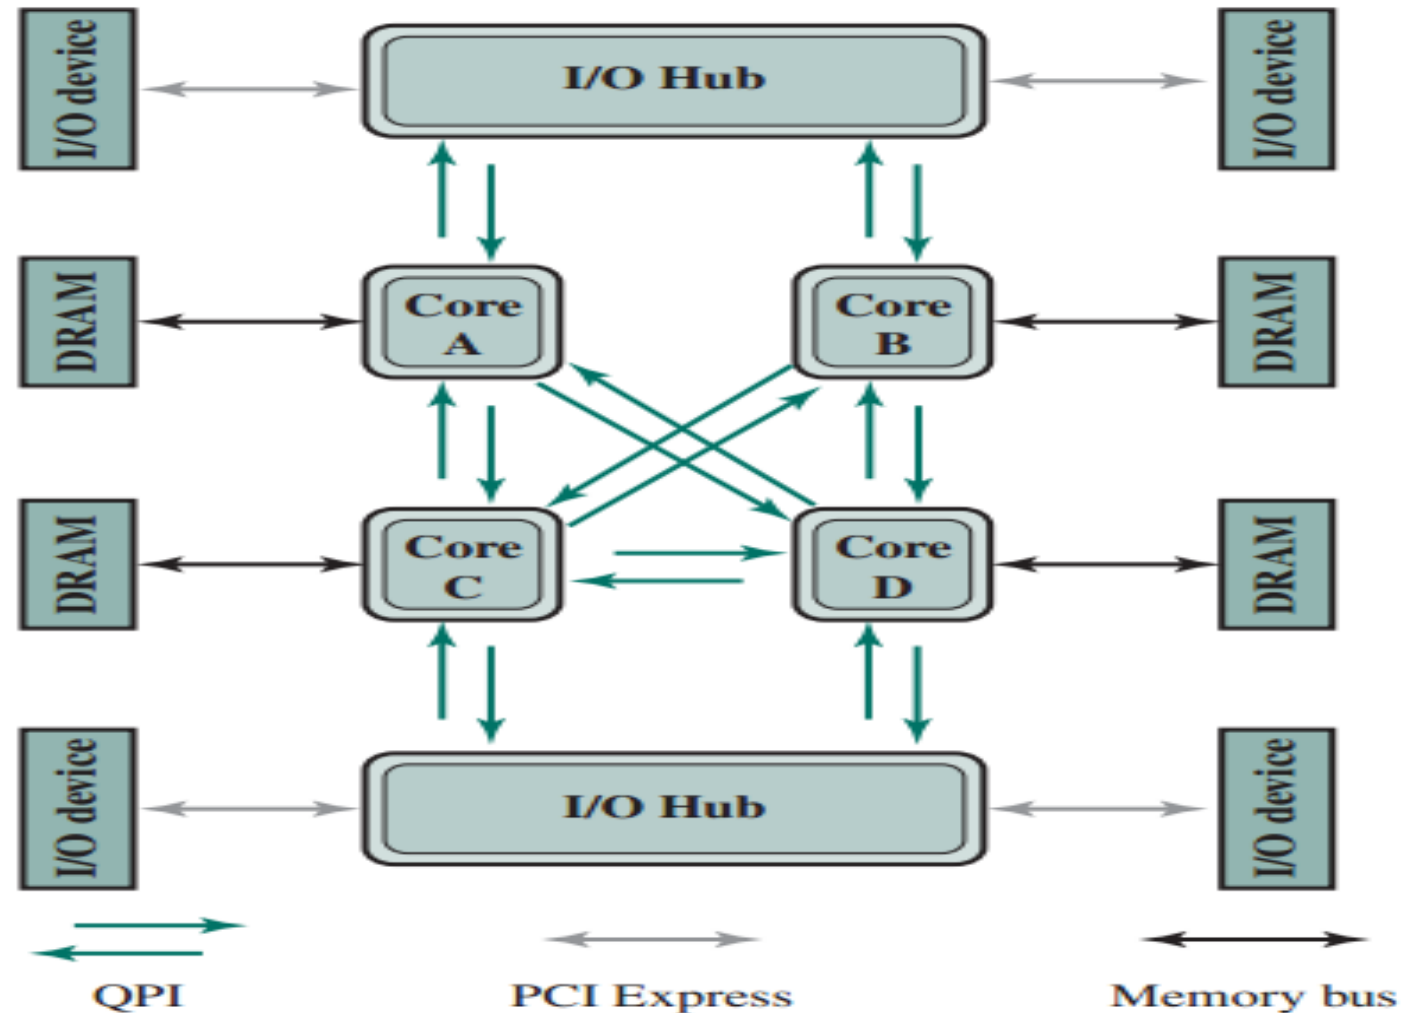 I/O device
I/O Hub
I/O device
DRAM
Core
A
Core
B
DRAM
DRAM
Core
C
Core
D
DRAM
I/O device
I/O Hub
I/O device
QPI
PCI Express
Memory bus